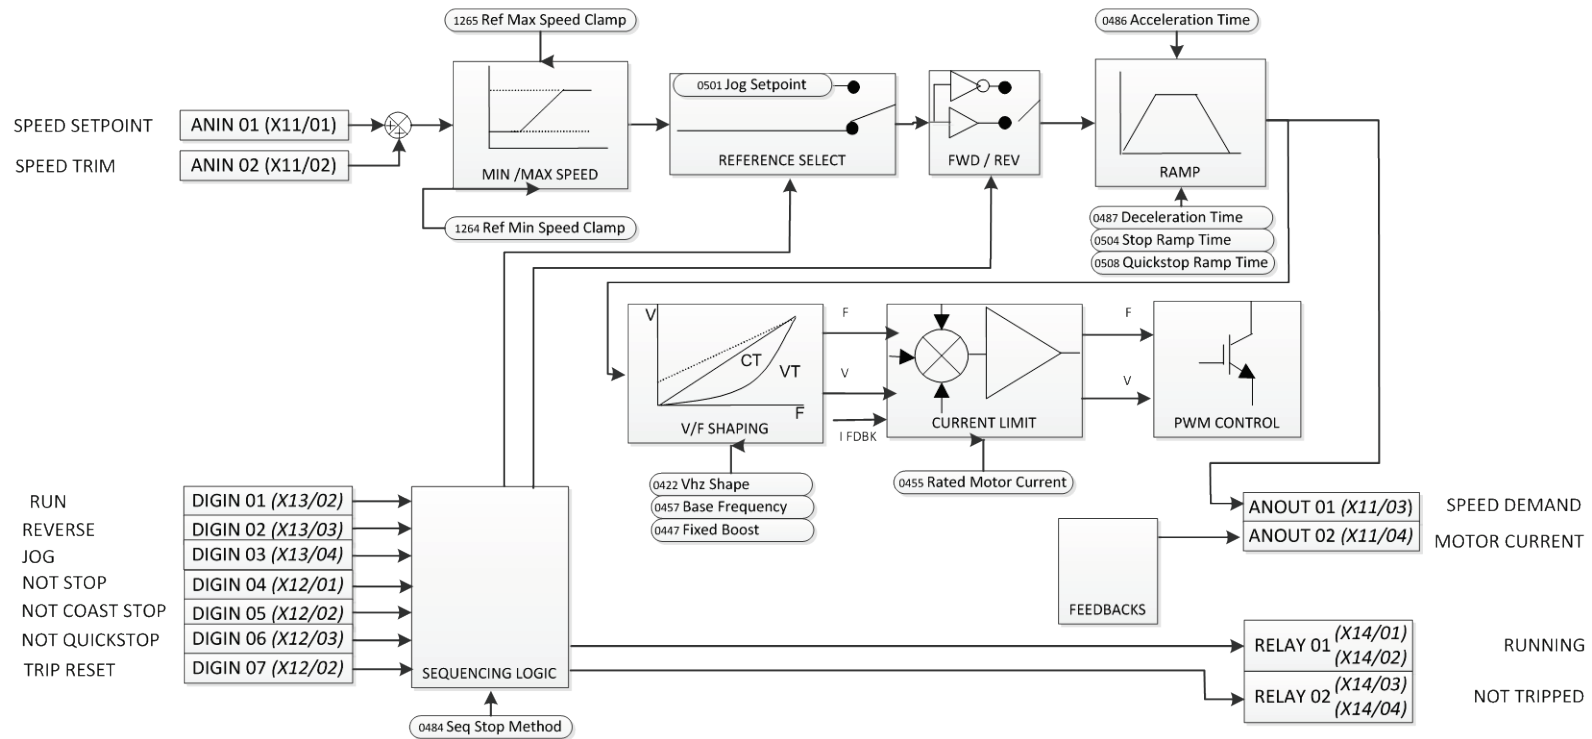 1265 Ref Max Speed Clamp
0486 Acceleration Time
0501 Jog Setpoint
SPEED SETPOINT
ANIN 01 (X11/01)
SPEED TRIM
ANIN 02 (X11/02)
MIN /MAX SPEED
REFERENCE SELECT
FWD / REV
RAMP
1264 Ref Min Speed Clamp
0487 Deceleration Time
0504 Stop Ramp Time
0508 Quickstop Ramp Time
V
CT
VT
F
V/F SHAPING
F
V
I FDBK
CURRENT LIMIT
F
V
PWM CONTROL
0422 Vhz Shape
0457 Base Frequency
0447 Fixed Boost
0455 Rated Motor Current
RUN
DIGIN 01 (X13/02)
REVERSE
DIGIN 02 (X13/03)
JOG
DIGIN 03 (X13/04)
NOT STOP
DIGIN 04 (X12/01)
NOT COAST STOP
DIGIN 05 (X12/02)
NOT QUICKSTOP
DIGIN 06 (X12/03)
TRIP RESET
DIGIN 07 (X12/02)
SEQUENCING LOGIC
0484 Seq Stop Method
FEEDBACKS
ANOUT 01 (X11/03)
SPEED DEMAND
ANOUT 02 (X11/04)
MOTOR CURRENT
RELAY 01 (X14/01)
(X14/02)
RUNNING
RELAY 02 (X14/03)
(X14/04)
NOT TRIPPED